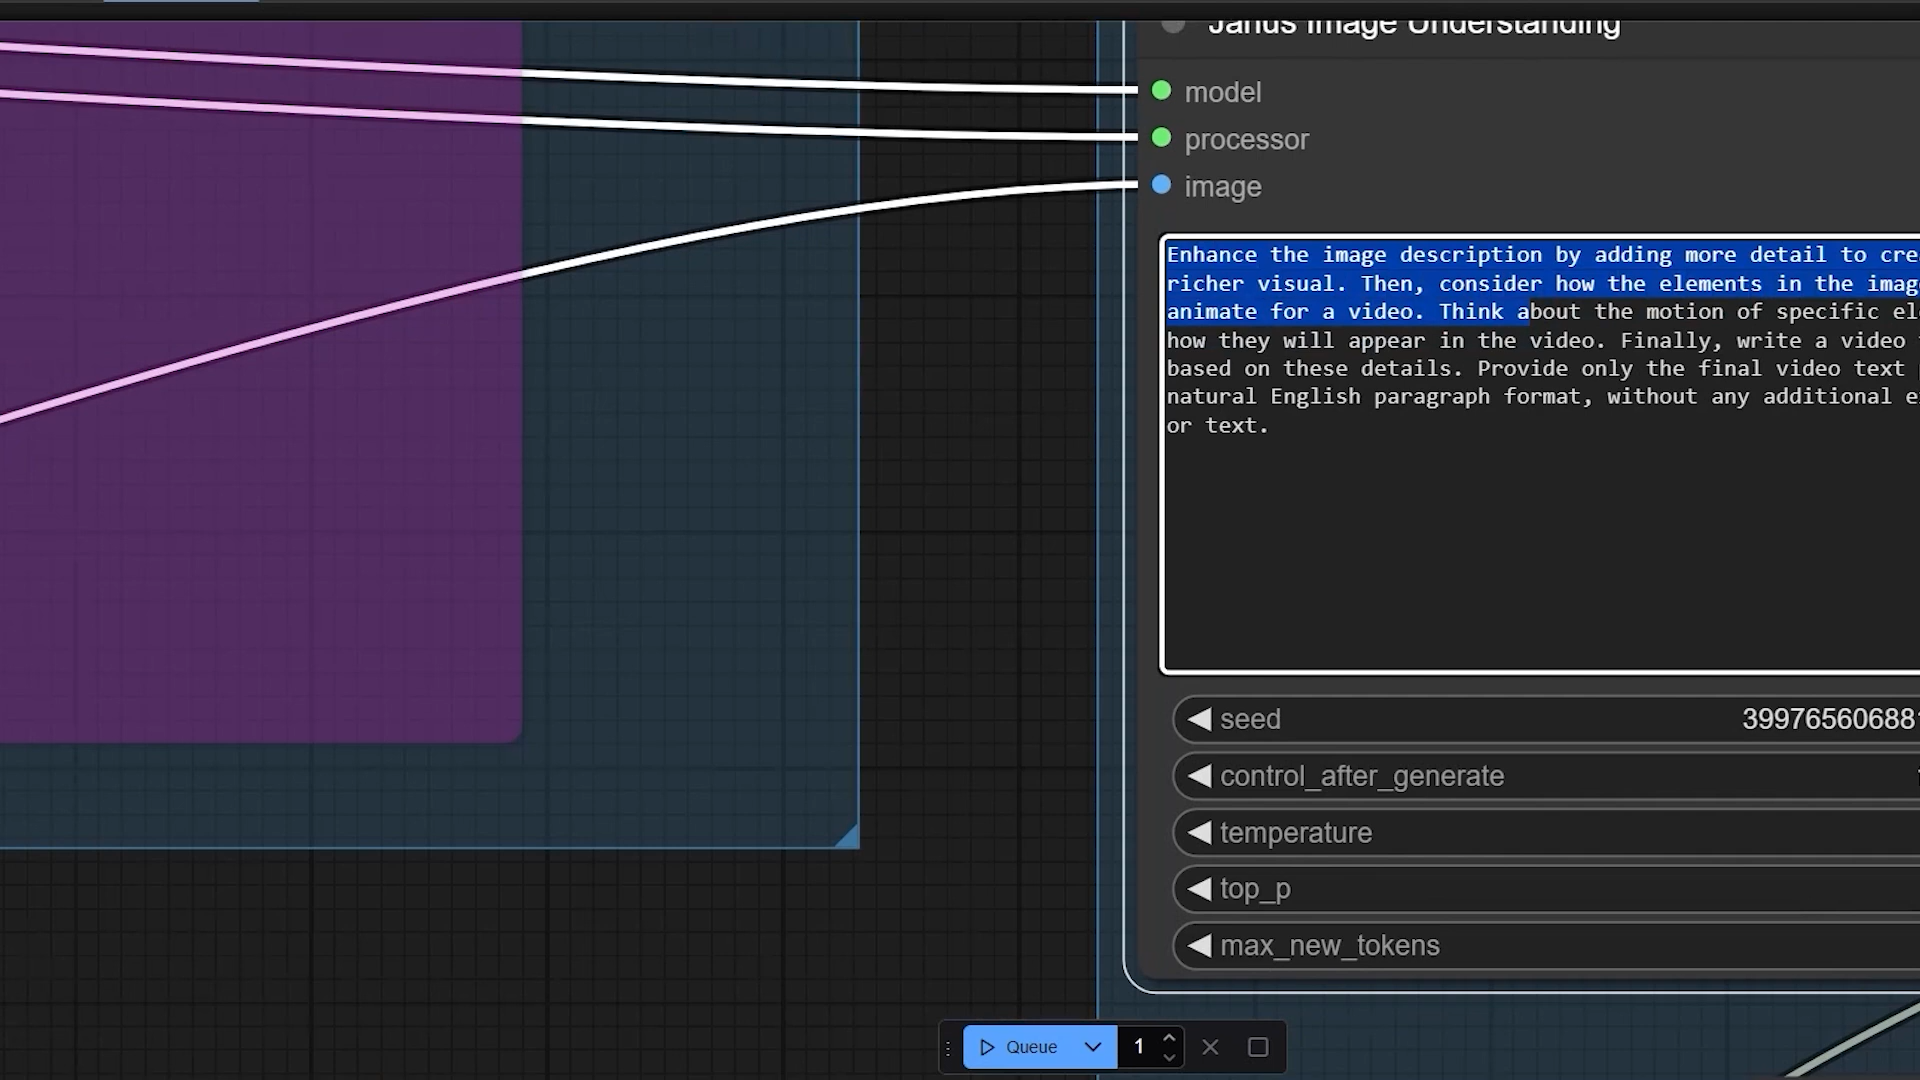 Janus Image Understanding
model
processor
image
Enhance the image description by adding more detail to
richer visual. Then, consider how the elements in the
animate for a video. Think about the motion of specific
how they will appear in the video. Finally, write a video
based on these details. Provide only the final video text
natural English paragraph format, without any additional
or text.
seed 39976560688
control_after_generate
temperature
top_p
max_new_tokens
Queue 1